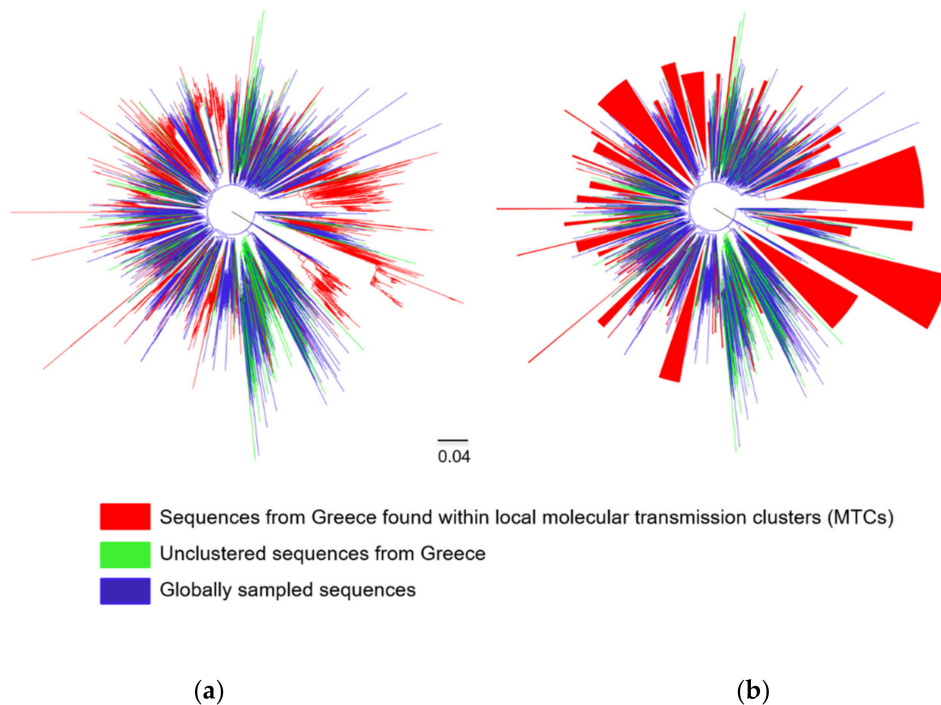 0.04
Sequences from Greece found within local molecular transmission clusters (MTCs)
Unclustered sequences from Greece
Globally sampled sequences
(a) (b)